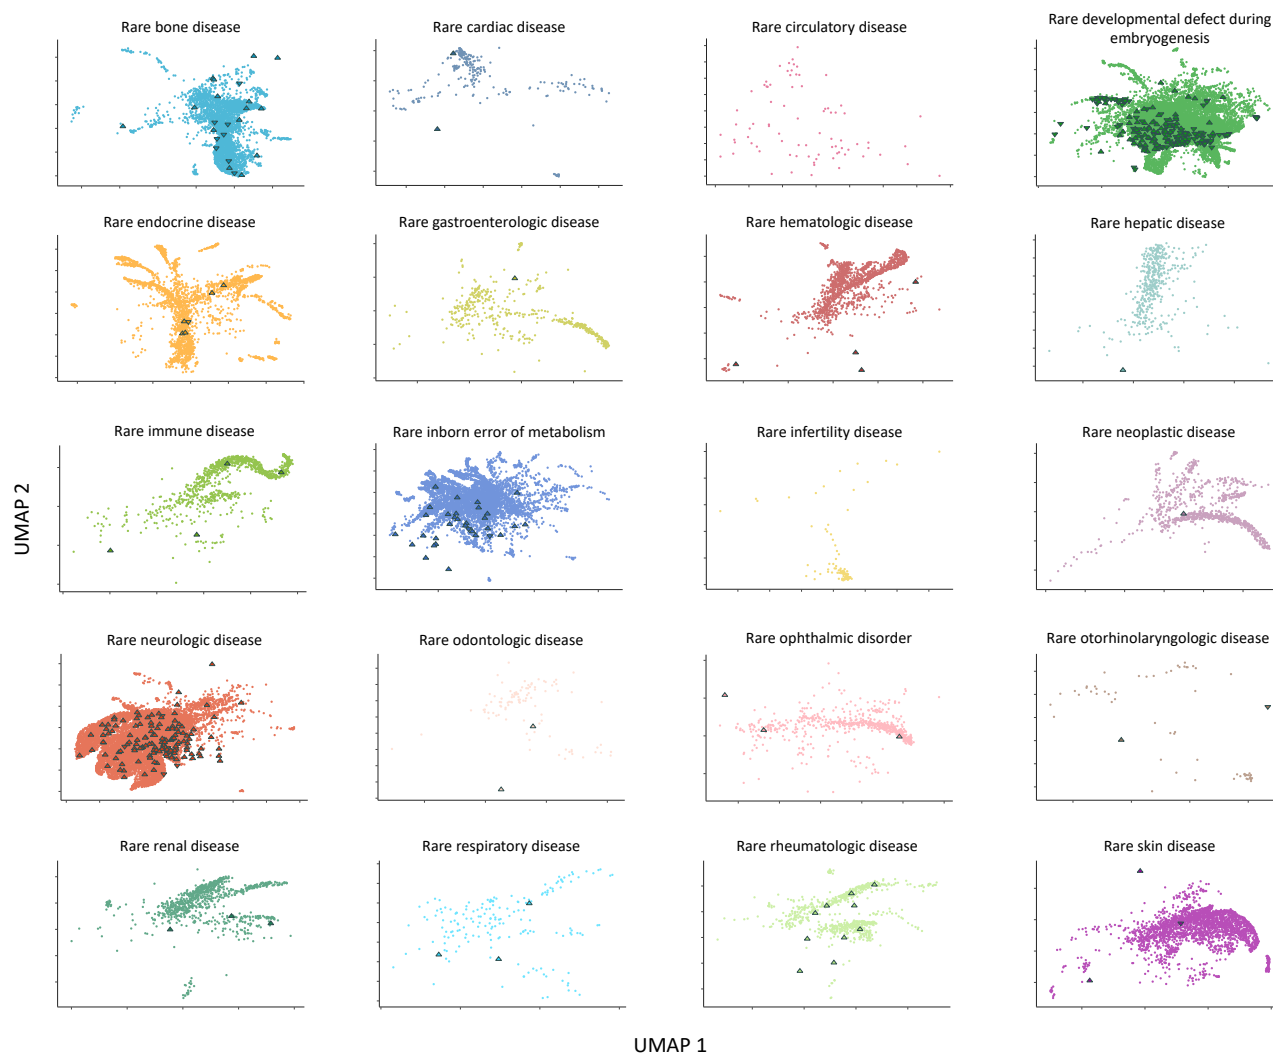 Rare bone disease
Rare cardiac disease
Rare circulatory disease
Rare developmental defect during
embryogenesis
Rare endocrine disease
Rare gastroenterologic disease
Rare hematologic disease
Rare hepatic disease
Rare immune disease
Rare inborn error of metabolism
Rare infertility disease
Rare neoplastic disease
UMAP 2
Rare neurologic disease
Rare odontologic disease
Rare ophthalmic disorder
Rare otorhinolaryngologic disease
Rare renal disease
Rare respiratory disease
Rare rheumatologic disease
Rare skin disease
UMAP 1